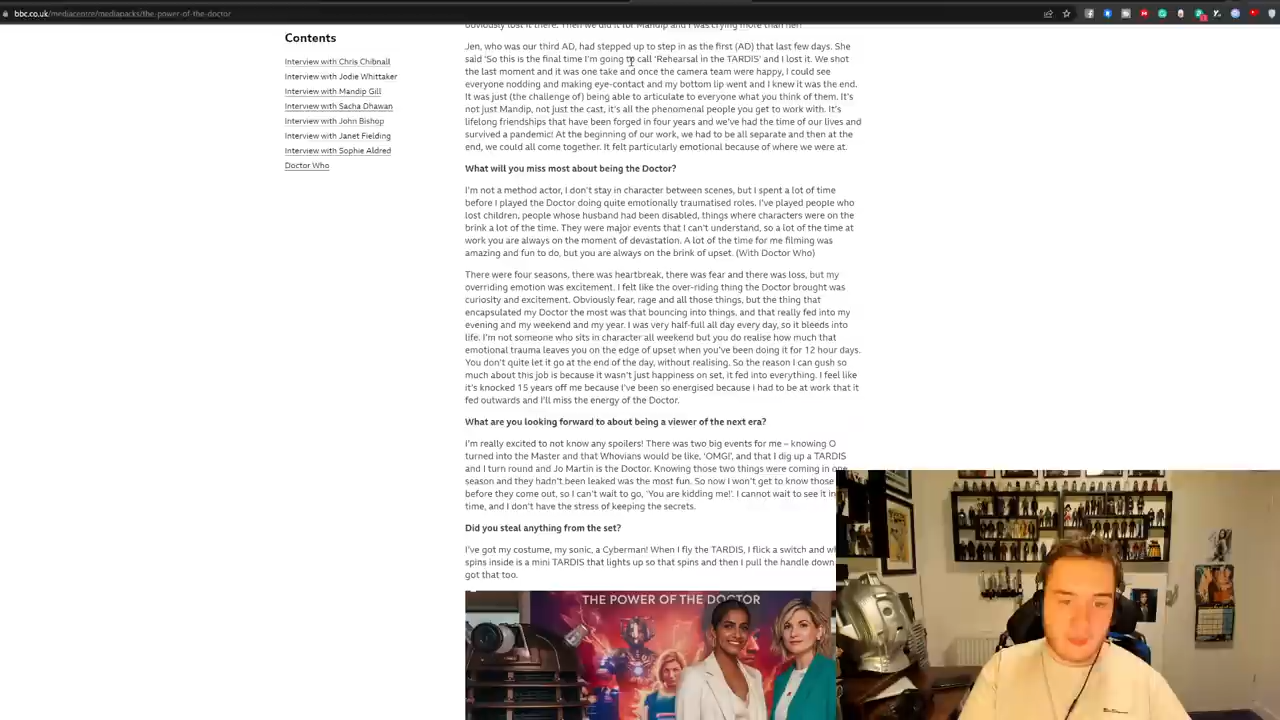 bbc.co.uk/mediacentre/mediapacks/the-power-of-the-doctor
Contents
Interview with Chris Chibnall
Interview with Jodie Whittaker
Interview with Mandip Gill
Interview with Sacha Dhawan
Interview with John Bishop
Interview with Janet Fielding
Interview with Sophie Aldred
Doctor Who
obviously lost it there. Then we did it for Mandip and I was crying more than her!
Jen, who was our third AD, had stepped up to step in as the first (AD) that last few days. She
said 'So this is the final time I'm going to call 'Rehearsal in the TARDIS' and I lost it. We shot
the last moment and it was one take and once the camera team were happy, I could see
everyone nodding and making eye-contact and my bottom lip went and I knew it was the end.
It was just (the challenge of) being able to articulate to everyone what you think of them. It's
not just Mandip, not just the cast, it's all the phenomenal people you get to work with. It's
lifelong friendships that have been forged in four years and we've had the time of our lives and
survived a pandemic! At the beginning of our work, we had to be all separate and then at the
end, we could all come together. It felt particularly emotional because of where we were at.
What will you miss most about being the Doctor?
I'm not a method actor, I don't stay in character between scenes, but I spent a lot of time
before I played the Doctor doing quite emotionally traumatised roles. I've played people who
lost children, people whose husband had been disabled, things where characters were on the
brink a lot of the time. They were major events that I can't understand, so a lot of the time at
work you are always on the moment of devastation. A lot of the time for me filming was
amazing and fun to do, but you are always on the brink of upset. (With Doctor Who)
There were four seasons, there was heartbreak, there was fear and there was loss, but my
overriding emotion was excitement. I felt like the over-riding thing the Doctor brought was
curiosity and excitement. Obviously fear, rage and all those things, but the thing that
encapsulated my Doctor the most was that bouncing into things, and that really fed into my
evening and my weekend and my year. I was very half-full all day every day, so it bleeds into
life. I'm not someone who sits in character all weekend but you do realise how much that
emotional trauma leaves you on the edge of upset when you've been doing it for 12 hour days.
You don't quite let it go at the end of the day, without realising. So the reason I can gush so
much about this job is because it wasn't just happiness on set, it fed into everything. I feel like
it's knocked 15 years off me because I've been so energised because I had to be at work that it
fed outwards and I'll miss the energy of the Doctor.
What are you looking forward to about being a viewer of the next era?
I'm really excited to not know any spoilers! There was two big events for me – knowing O
turned into the Master and that Whovians would be like, 'OMG!', and that I dig up a TARDIS
and I turn round and Jo Martin is the Doctor. Knowing those two things were coming in one
season and they hadn't been leaked was the most fun. So now I won't get to know those
before they come out, so I can't wait to go, 'You are kidding me!'. I cannot wait to see it in
time, and I don't have the stress of keeping the secrets.
Did you steal anything from the set?
I've got my costume, my sonic, a Cyberman! When I fly the TARDIS, I flick a switch and
spins inside is a mini TARDIS that lights up so that spins and then I pull the handle down
got that too.
THE POWER OF THE DOCTOR